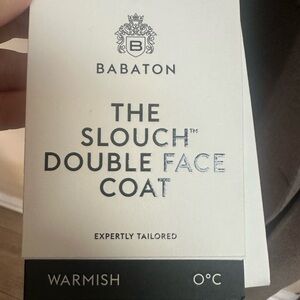 B
BABATON
THE
SLOUCH™
DOUBLE FACE
COAT
EXPERTLY TAILORED
WARMISH 0°C